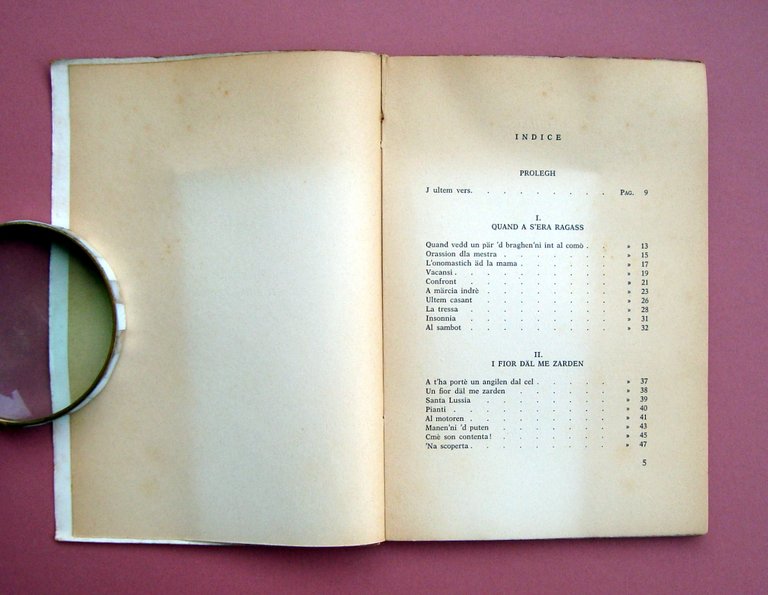 INDICE
PROLEGH
J ultem vers. . . . . . . . . Pag. 9
I.
QUAND A S'ERA RAGASS
Quand vedd un pär 'd braghen'ni int al comò . . » 13
Orassion dla mestra . . . . . . . » 15
L'onomastich äd la mama . . . . . . » 17
Vacansi . . . . . . . . . » 19
Confront . . . . . . . . » 21
A märcia indrè . . . . . . . » 23
Ultem casant . . . . . . . » 26
La tressa . . . . . . . . » 28
Insonnia . . . . . . . . » 31
Al sambot . . . . . . . . » 32
II.
I FIOR DÄL ME ZARDEN
A t'ha portè un angilen dal cel . . . . . » 37
Un fior däl me zarden . . . . . . » 38
Santa Lussia . . . . . . . . » 39
Pianti . . . . . . . . . » 40
Al motoren . . . . . . . . » 41
Manen'ni 'd puten . . . . . . . » 43
Cmè son contenta! . . . . . . . » 45
'Na scoperta . . . . . . . . » 47
5